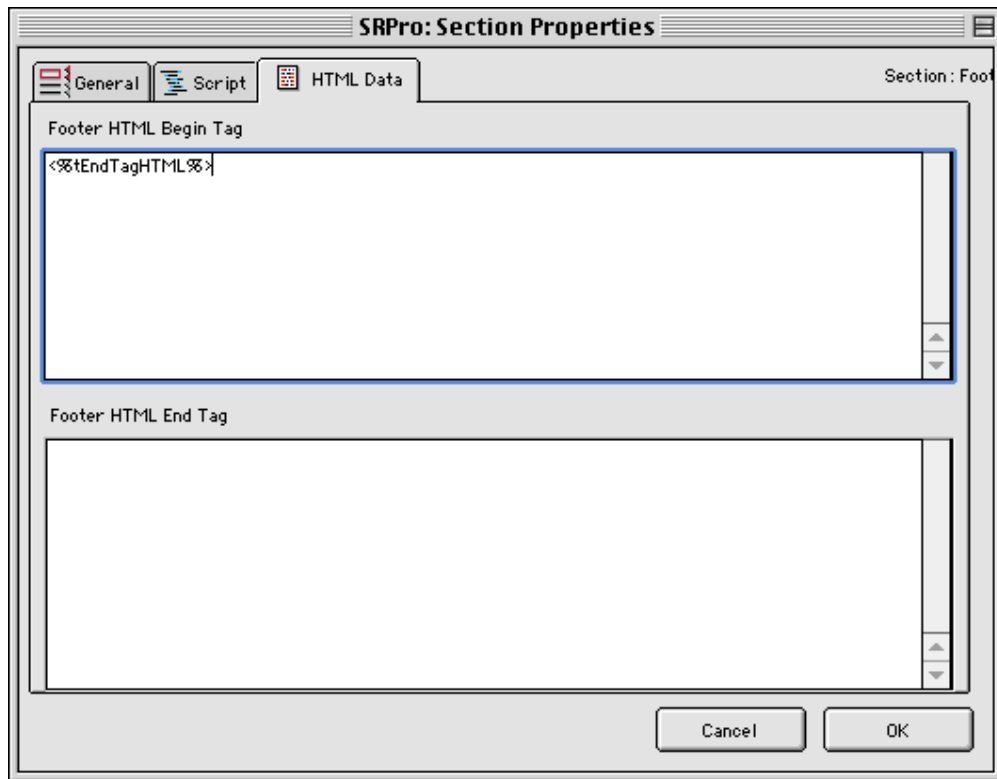 SRPro: Section Properties
General
Script
HTML Data
Section : Foot
Footer HTML Begin Tag
<%tEndTagHTML%>
Footer HTML End Tag
Cancel
OK